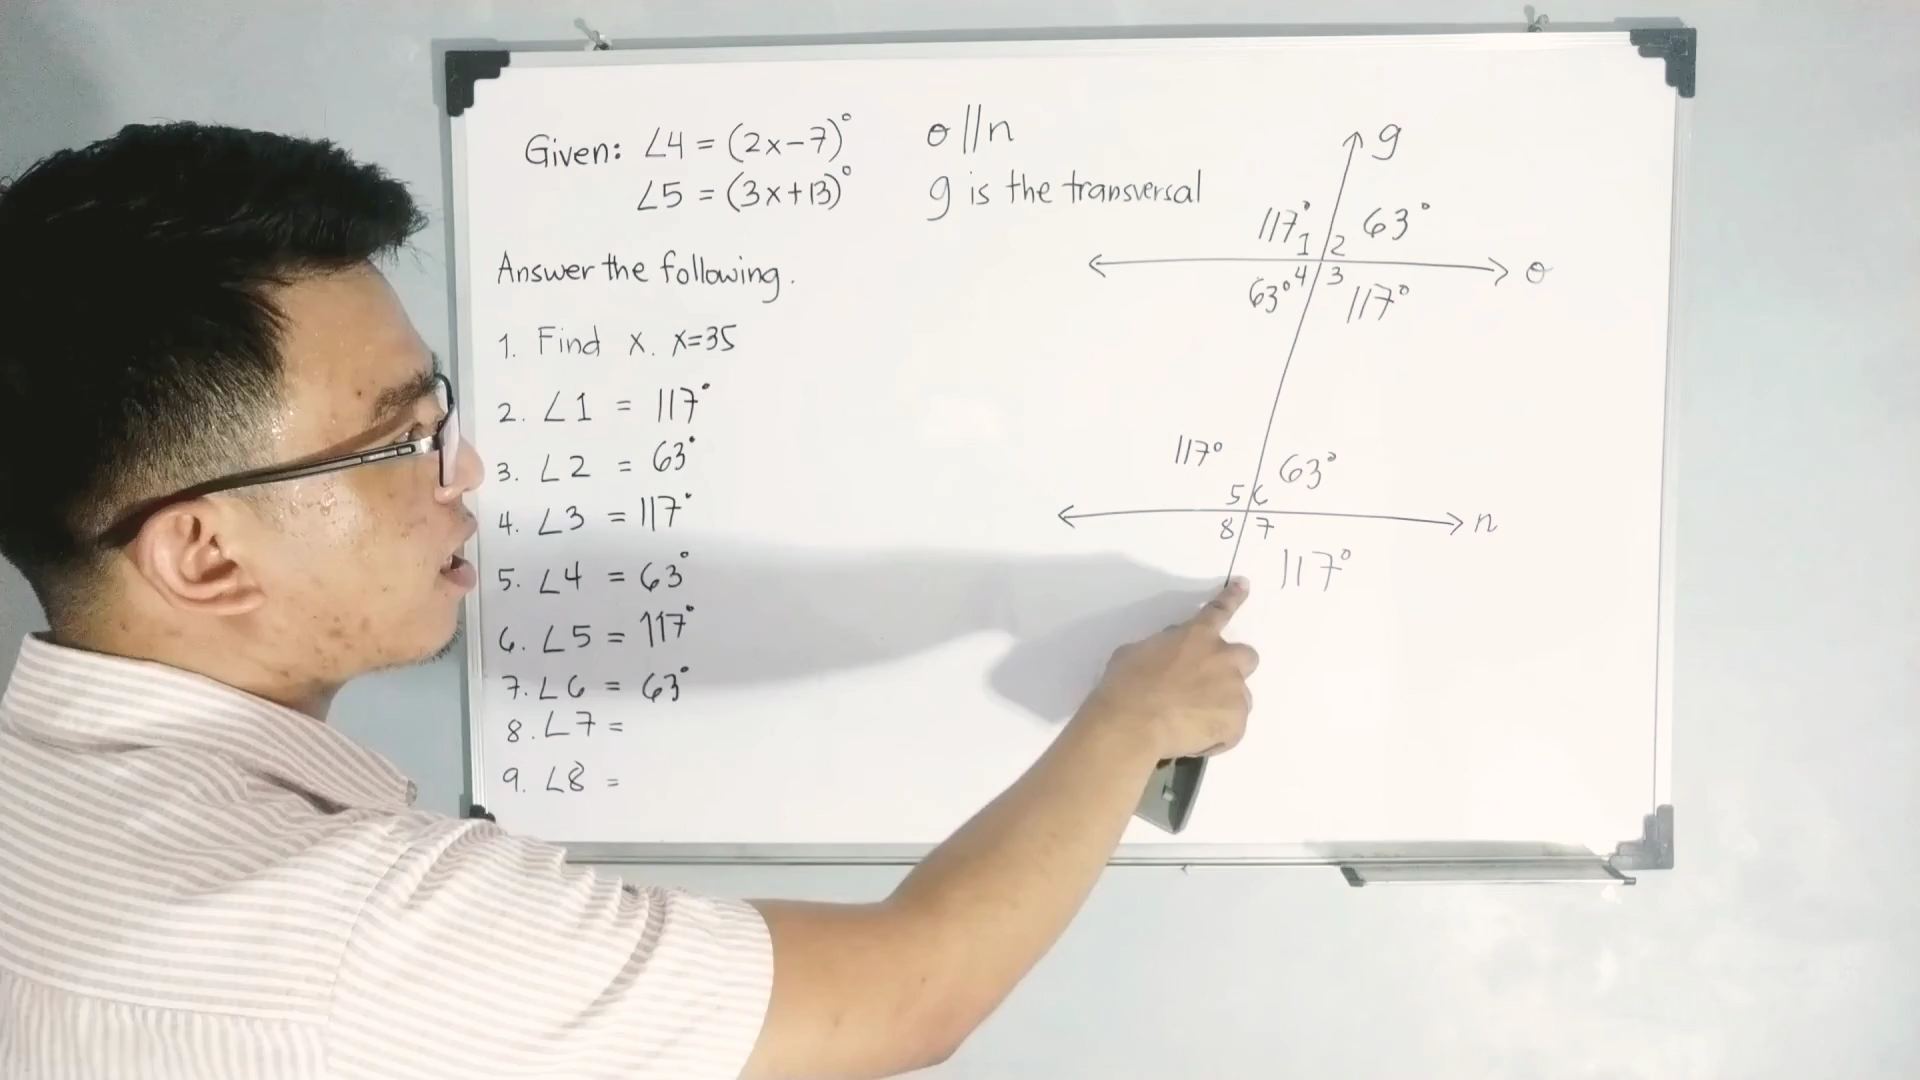 Given: ∠4 = (2x-7)°
∠5 = (3x+13)°
o//n
g is the transversal
Answer the following.
1. Find x. x=35
2. ∠1 = 117°
3. ∠2 = 63°
4. ∠3 = 117°
5. ∠4 = 63°
6. ∠5 = 117°
7. ∠6 = 63°
8. ∠7 =
9. ∠8 =
g
117° 63°
1 2
o
63° 4 3 117°
117° 63°
5 6
n
8 7
117°